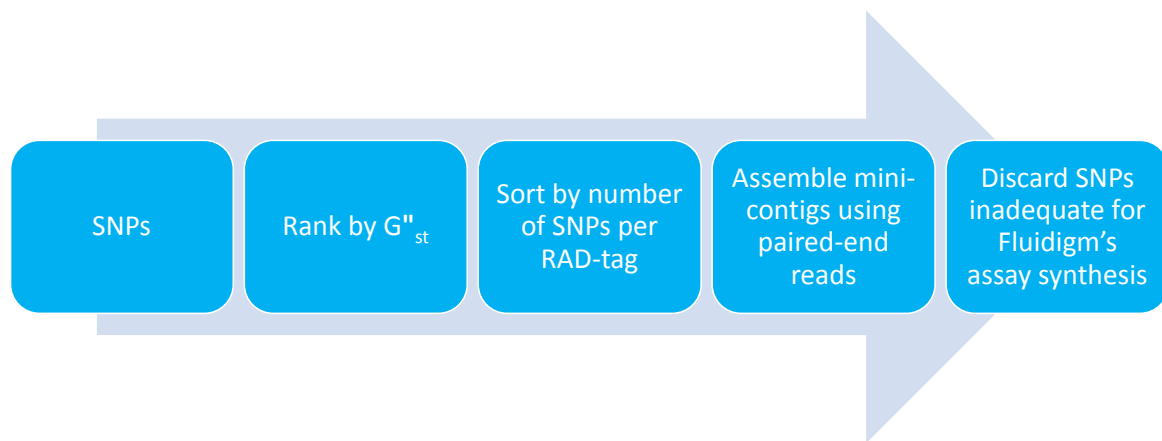 SNPs
Rank by G"st
Sort by number
of SNPs per
RAD-tag
Assemble mini-
contigs using
paired-end
reads
Discard SNPs
inadequate for
Fluidigm’s
assay synthesis